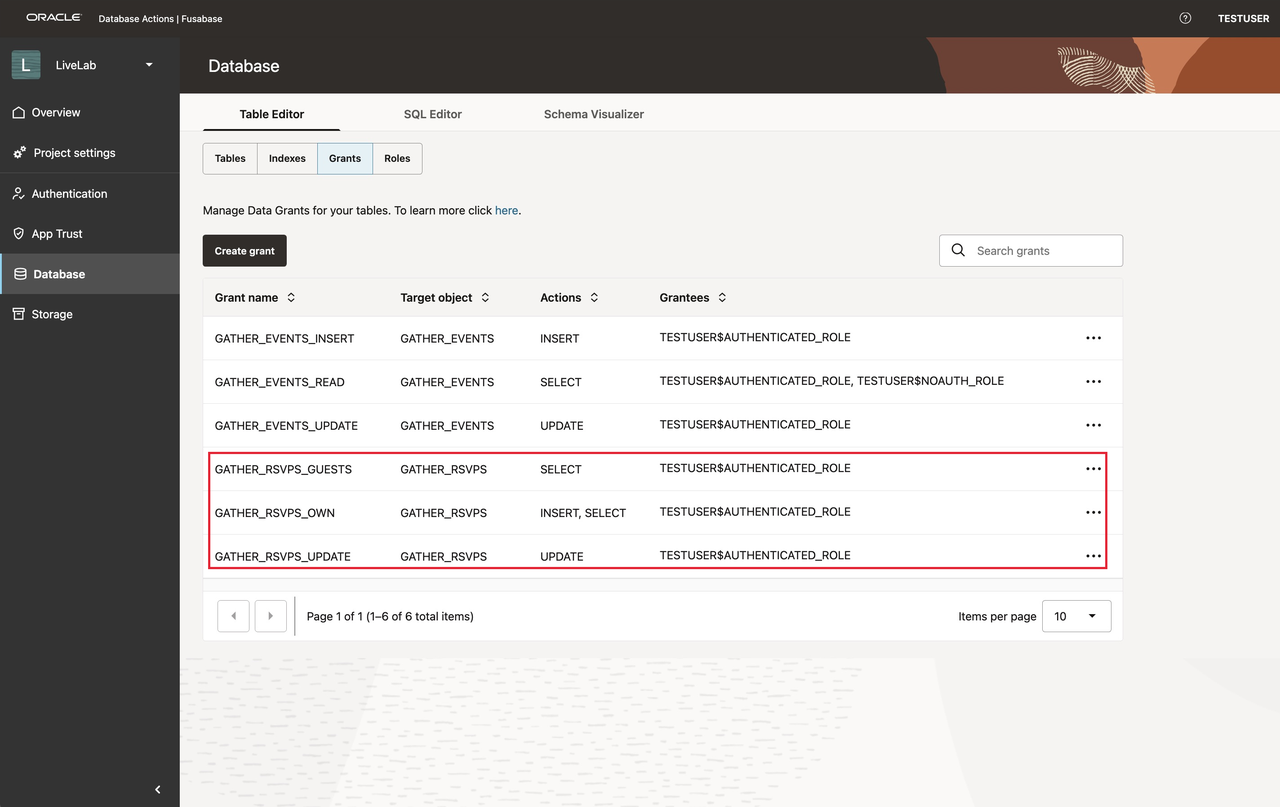 ORACLE Database Actions | Fusabase TESTUSER
L LiveLab
Database
Overview
Project settings
Authentication
App Trust
Database
Storage
Table Editor SQL Editor Schema Visualizer
Tables Indexes Grants Roles
Manage Data Grants for your tables. To learn more click here.
Create grant Search grants
Grant name Target object Actions Grantees
GATHER_EVENTS_INSERT GATHER_EVENTS INSERT TESTUSER$AUTHENTICATED_ROLE
GATHER_EVENTS_READ GATHER_EVENTS SELECT TESTUSER$AUTHENTICATED_ROLE, TESTUSER$NOAUTH_ROLE
GATHER_EVENTS_UPDATE GATHER_EVENTS UPDATE TESTUSER$AUTHENTICATED_ROLE
GATHER_RSVPS_GUESTS GATHER_RSVPS SELECT TESTUSER$AUTHENTICATED_ROLE
GATHER_RSVPS_OWN GATHER_RSVPS INSERT, SELECT TESTUSER$AUTHENTICATED_ROLE
GATHER_RSVPS_UPDATE GATHER_RSVPS UPDATE TESTUSER$AUTHENTICATED_ROLE
Page 1 of 1 (1–6 of 6 total items) Items per page 10